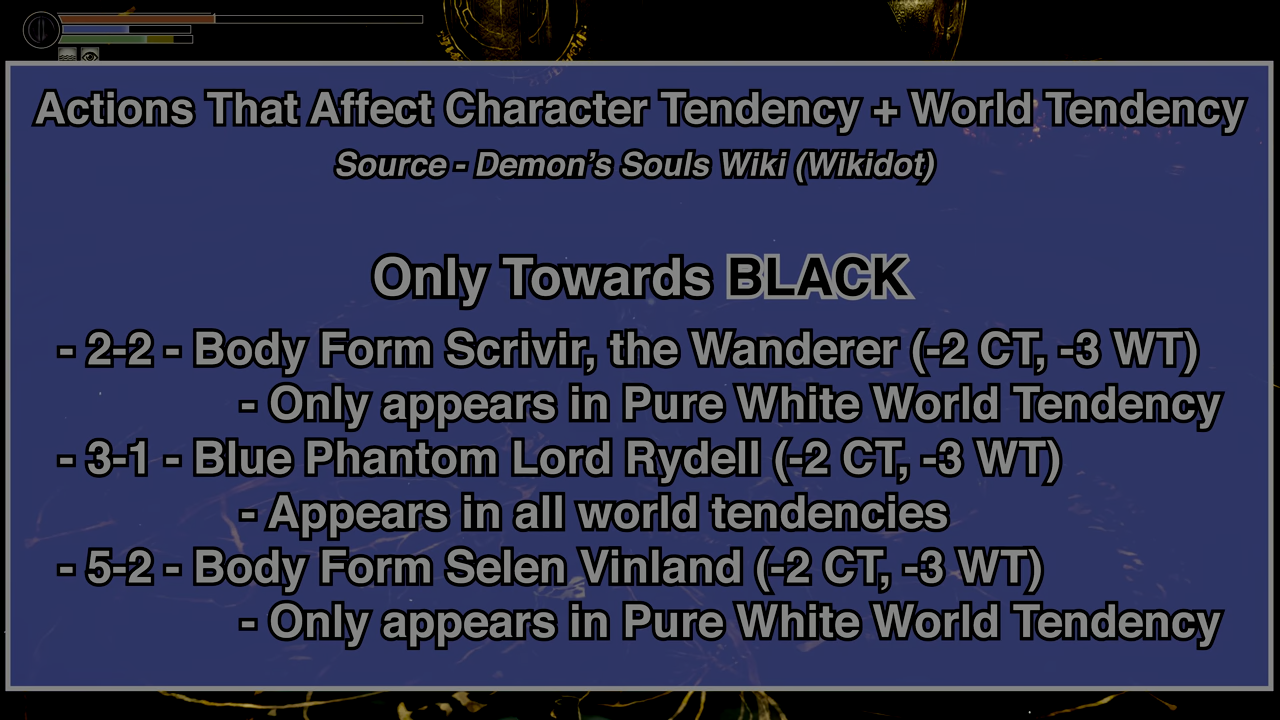 Actions That Affect Character Tendency + World Tendency
Source - Demon’s Souls Wiki (Wikidot)
Only Towards BLACK
- 2-2 - Body Form Scrivir, the Wanderer (-2 CT, -3 WT)
- Only appears in Pure White World Tendency
- 3-1 - Blue Phantom Lord Rydell (-2 CT, -3 WT)
- Appears in all world tendencies
- 5-2 - Body Form Selen Vinland (-2 CT, -3 WT)
- Only appears in Pure White World Tendency